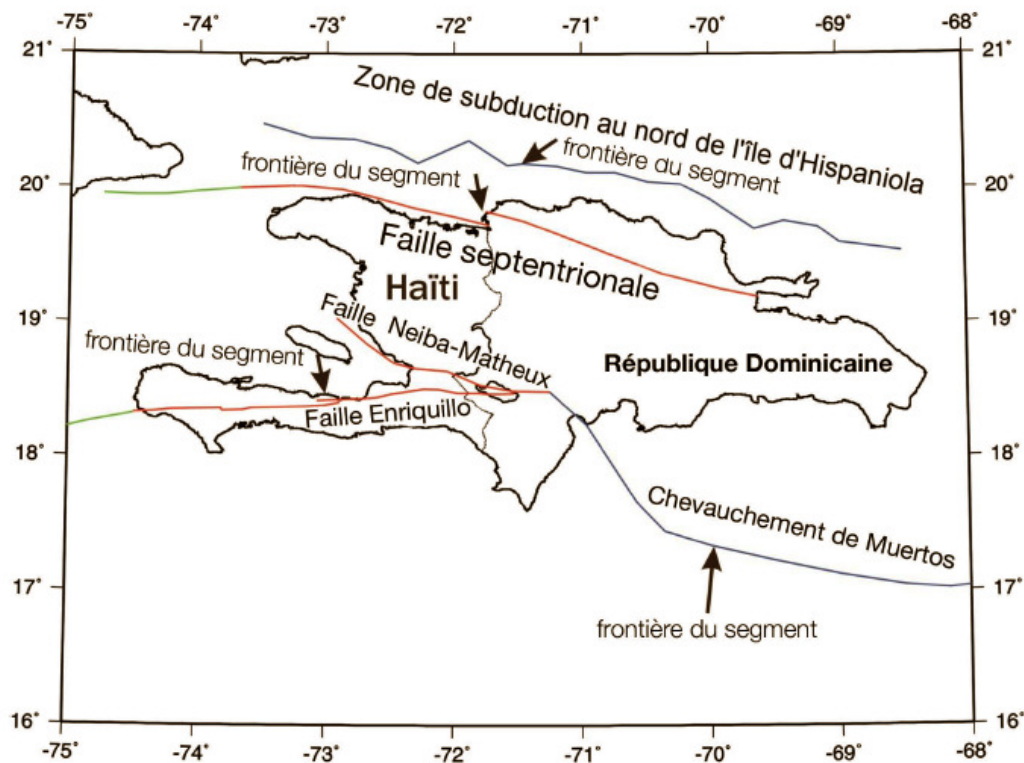 -75° -74° -73° -72° -71° -70° -69° -68°
21° 21°
Zone de subduction au nord de l'île d'Hispaniola
frontière du segment
frontière du segment
20° 20°
Faille septentrionale
Haïti
19° 19°
Faille Neiba-Matheux
frontière du segment
République Dominicaine
Faille Enriquillo
18° 18°
Chevauchement de Muertos
17° 17°
frontière du segment
16° 16°
-75° -74° -73° -72° -71° -70° -69° -68°